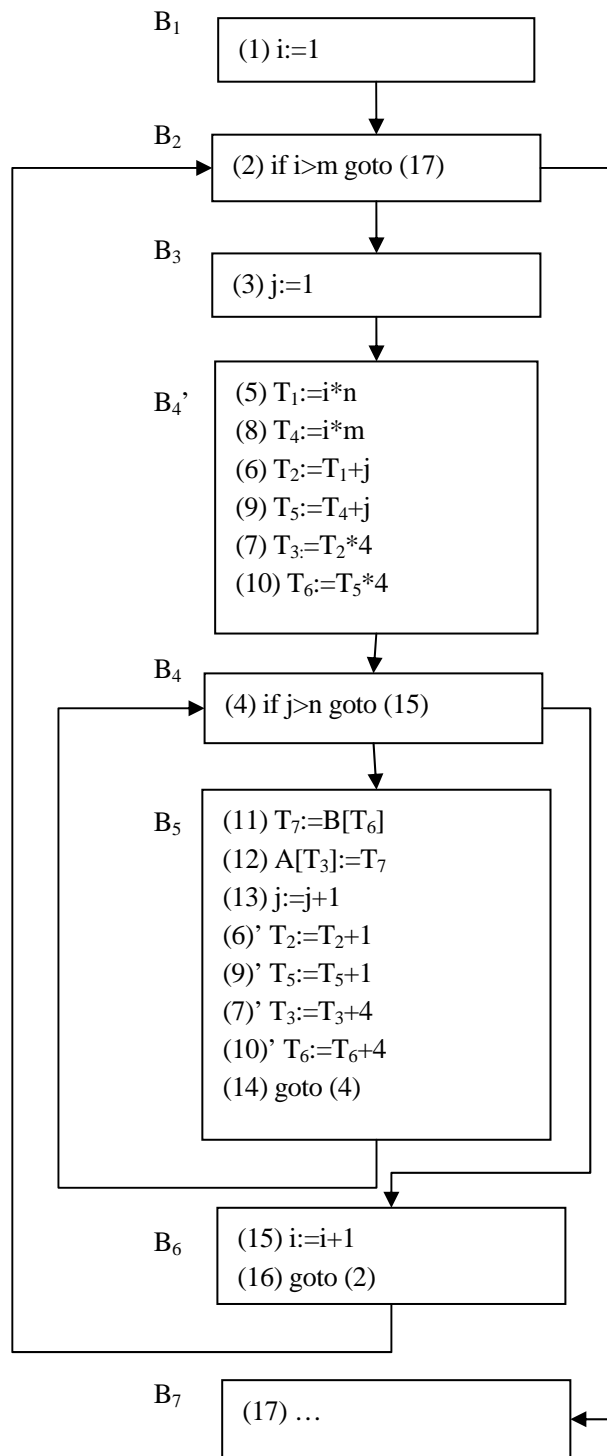 B₁
(1) i:=1
B₂
(2) if i>m goto (17)
B₃
(3) j:=1
B₄’
(5) T₁:=i*n
(8) T₄:=i*m
(6) T₂:=T₁+j
(9) T₅:=T₄+j
(7) T₃:=T₂*4
(10) T₆:=T₅*4
B₄
(4) if j>n goto (15)
B₅
(11) T₇:=B[T₆]
(12) A[T₃]:=T₇
(13) j:=j+1
(6)’ T₂:=T₂+1
(9)’ T₅:=T₅+1
(7)’ T₃:=T₃+4
(10)’ T₆:=T₆+4
(14) goto (4)
B₆
(15) i:=i+1
(16) goto (2)
B₇
(17) …